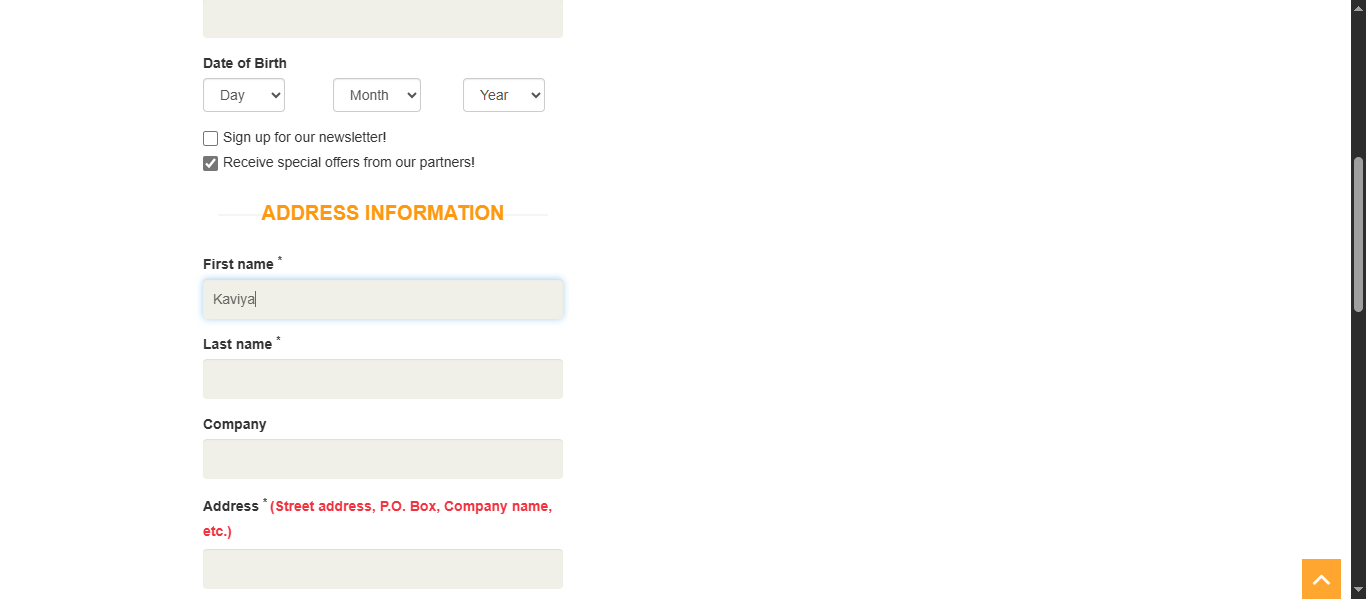 Date of Birth
Day Month Year
Sign up for our newsletter!
Receive special offers from our partners!
ADDRESS INFORMATION
First name *
Kaviya
Last name *
Company
Address * (Street address, P.O. Box, Company name,
etc.)